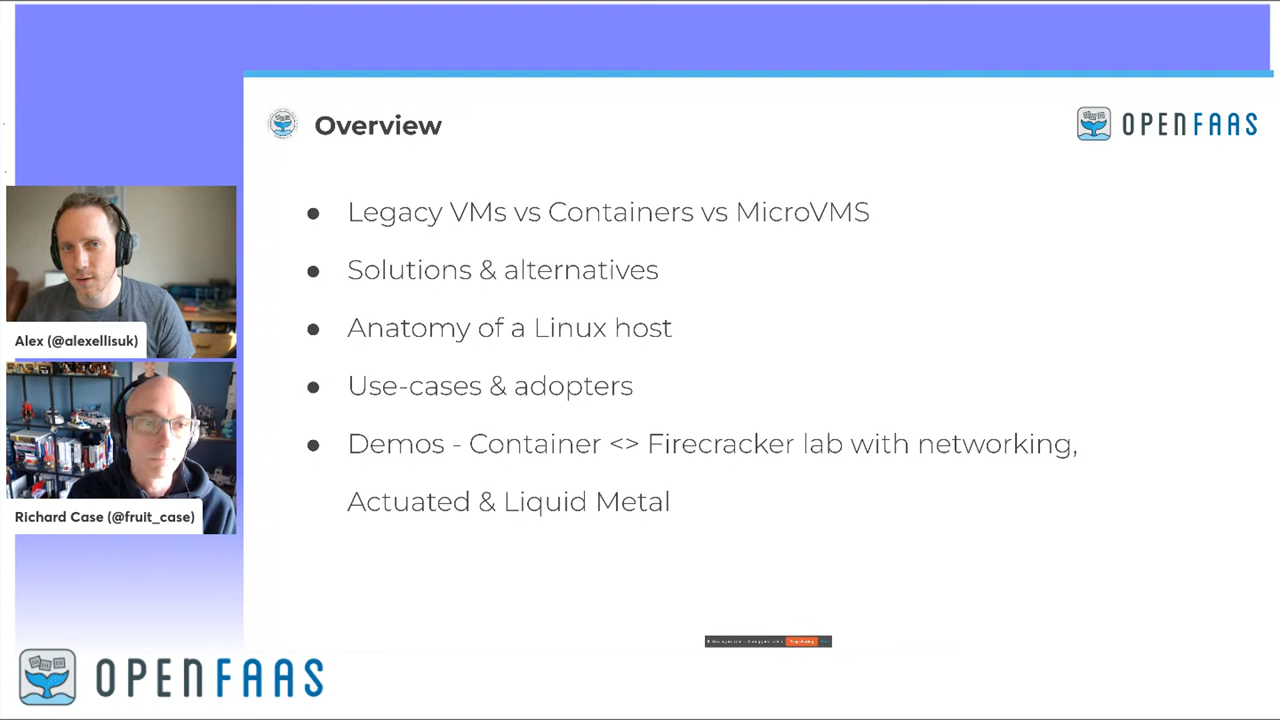 Overview
OPENFAAS
Legacy VMs vs Containers vs MicroVMS
Solutions & alternatives
Anatomy of a Linux host
Use-cases & adopters
Demos - Container <> Firecracker lab with networking,
Actuated & Liquid Metal
Alex (@alexellisuk)
Richard Case (@fruit_case)
OPENFAAS